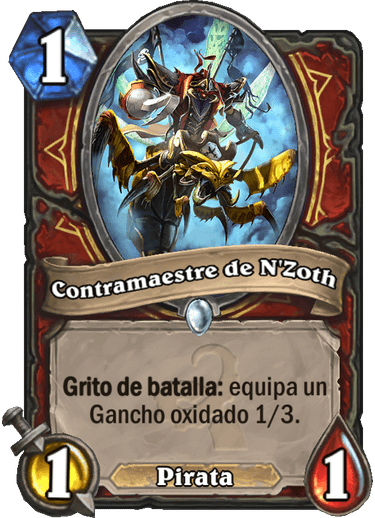 1
Contramaestre de N'Zoth
Grito de batalla: equipa un
Gancho oxidado 1/3.
1
Pirata
1